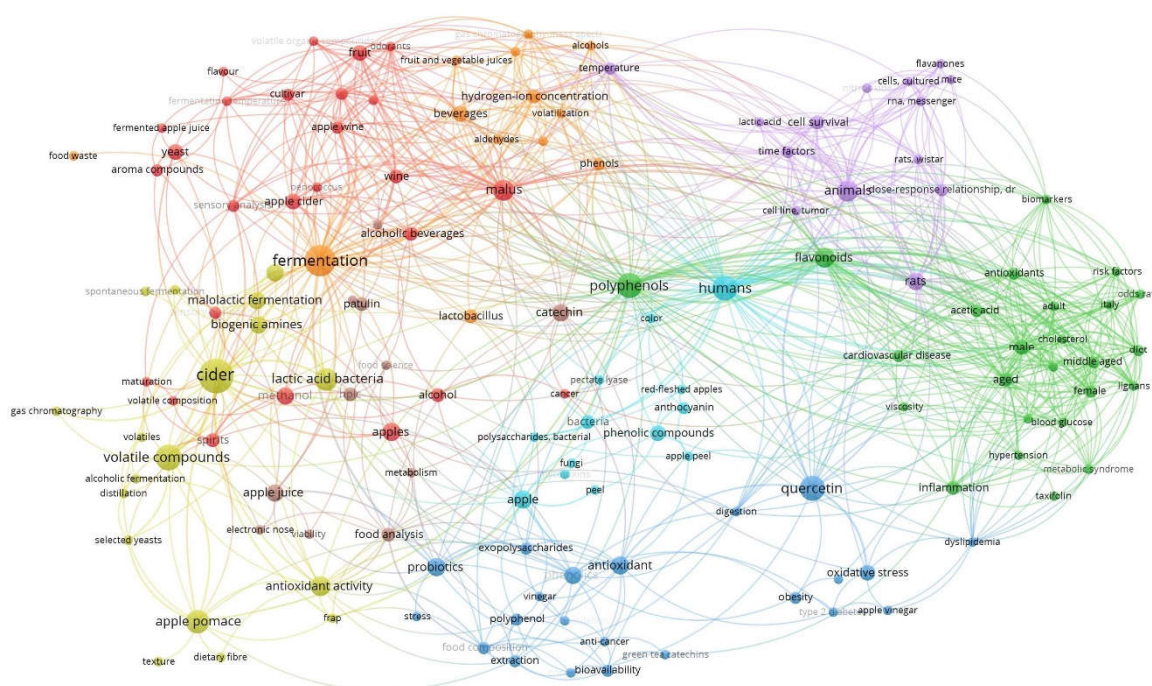 odorants
alcohols
fruit
fruit and vegetable juices
temperature
flavanones
flavour
cells, cultured
mice
cultivar
hydrogen-ion concentration
rna, messenger
fermentation temperature
beverages
volatilization
lactic acid
cell survival
fermented apple juice
apple wine
aldehydes
food waste
yeast
time factors
aroma compounds
phenols
rats, wistar
wine
malus
animals
dose-response relationship, dr
sensory analysis
apple cider
cell line, tumor
biomarkers
alcoholic beverages
fermentation
flavonoids
polyphenols
humans
rats
antioxidants
risk factors
spontaneous fermentation
odds rat
malolactic fermentation
patulin
acetic acid
adult
italy
biogenic amines
lactobacillus
catechin
color
cholesterol
male
cardiovascular disease
middle aged
diet
food science
cider
lactic acid bacteria
pectate lyase
aged
maturation
methanol
alcohol
cancer
red-fleshed apples
female
lignans
volatile composition
anthocyanin
viscosity
gas chromatography
bacteria
blood glucose
volatiles
spirits
apples
polysaccharides, bacterial
phenolic compounds
volatile compounds
apple peel
hypertension
fungi
metabolic syndrome
alcoholic fermentation
metabolism
distillation
apple juice
apple
peel
quercetin
inflammation
taxifolin
digestion
electronic nose
viability
food analysis
selected yeasts
exopolysaccharides
dyslipidemia
probiotics
antioxidant
oxidative stress
antioxidant activity
vinegar
obesity
apple pomace
frap
stress
polyphenol
type 2 diabetes
apple vinegar
anti-cancer
food composition
texture
dietary fibre
extraction
green tea catechins
bioavailability